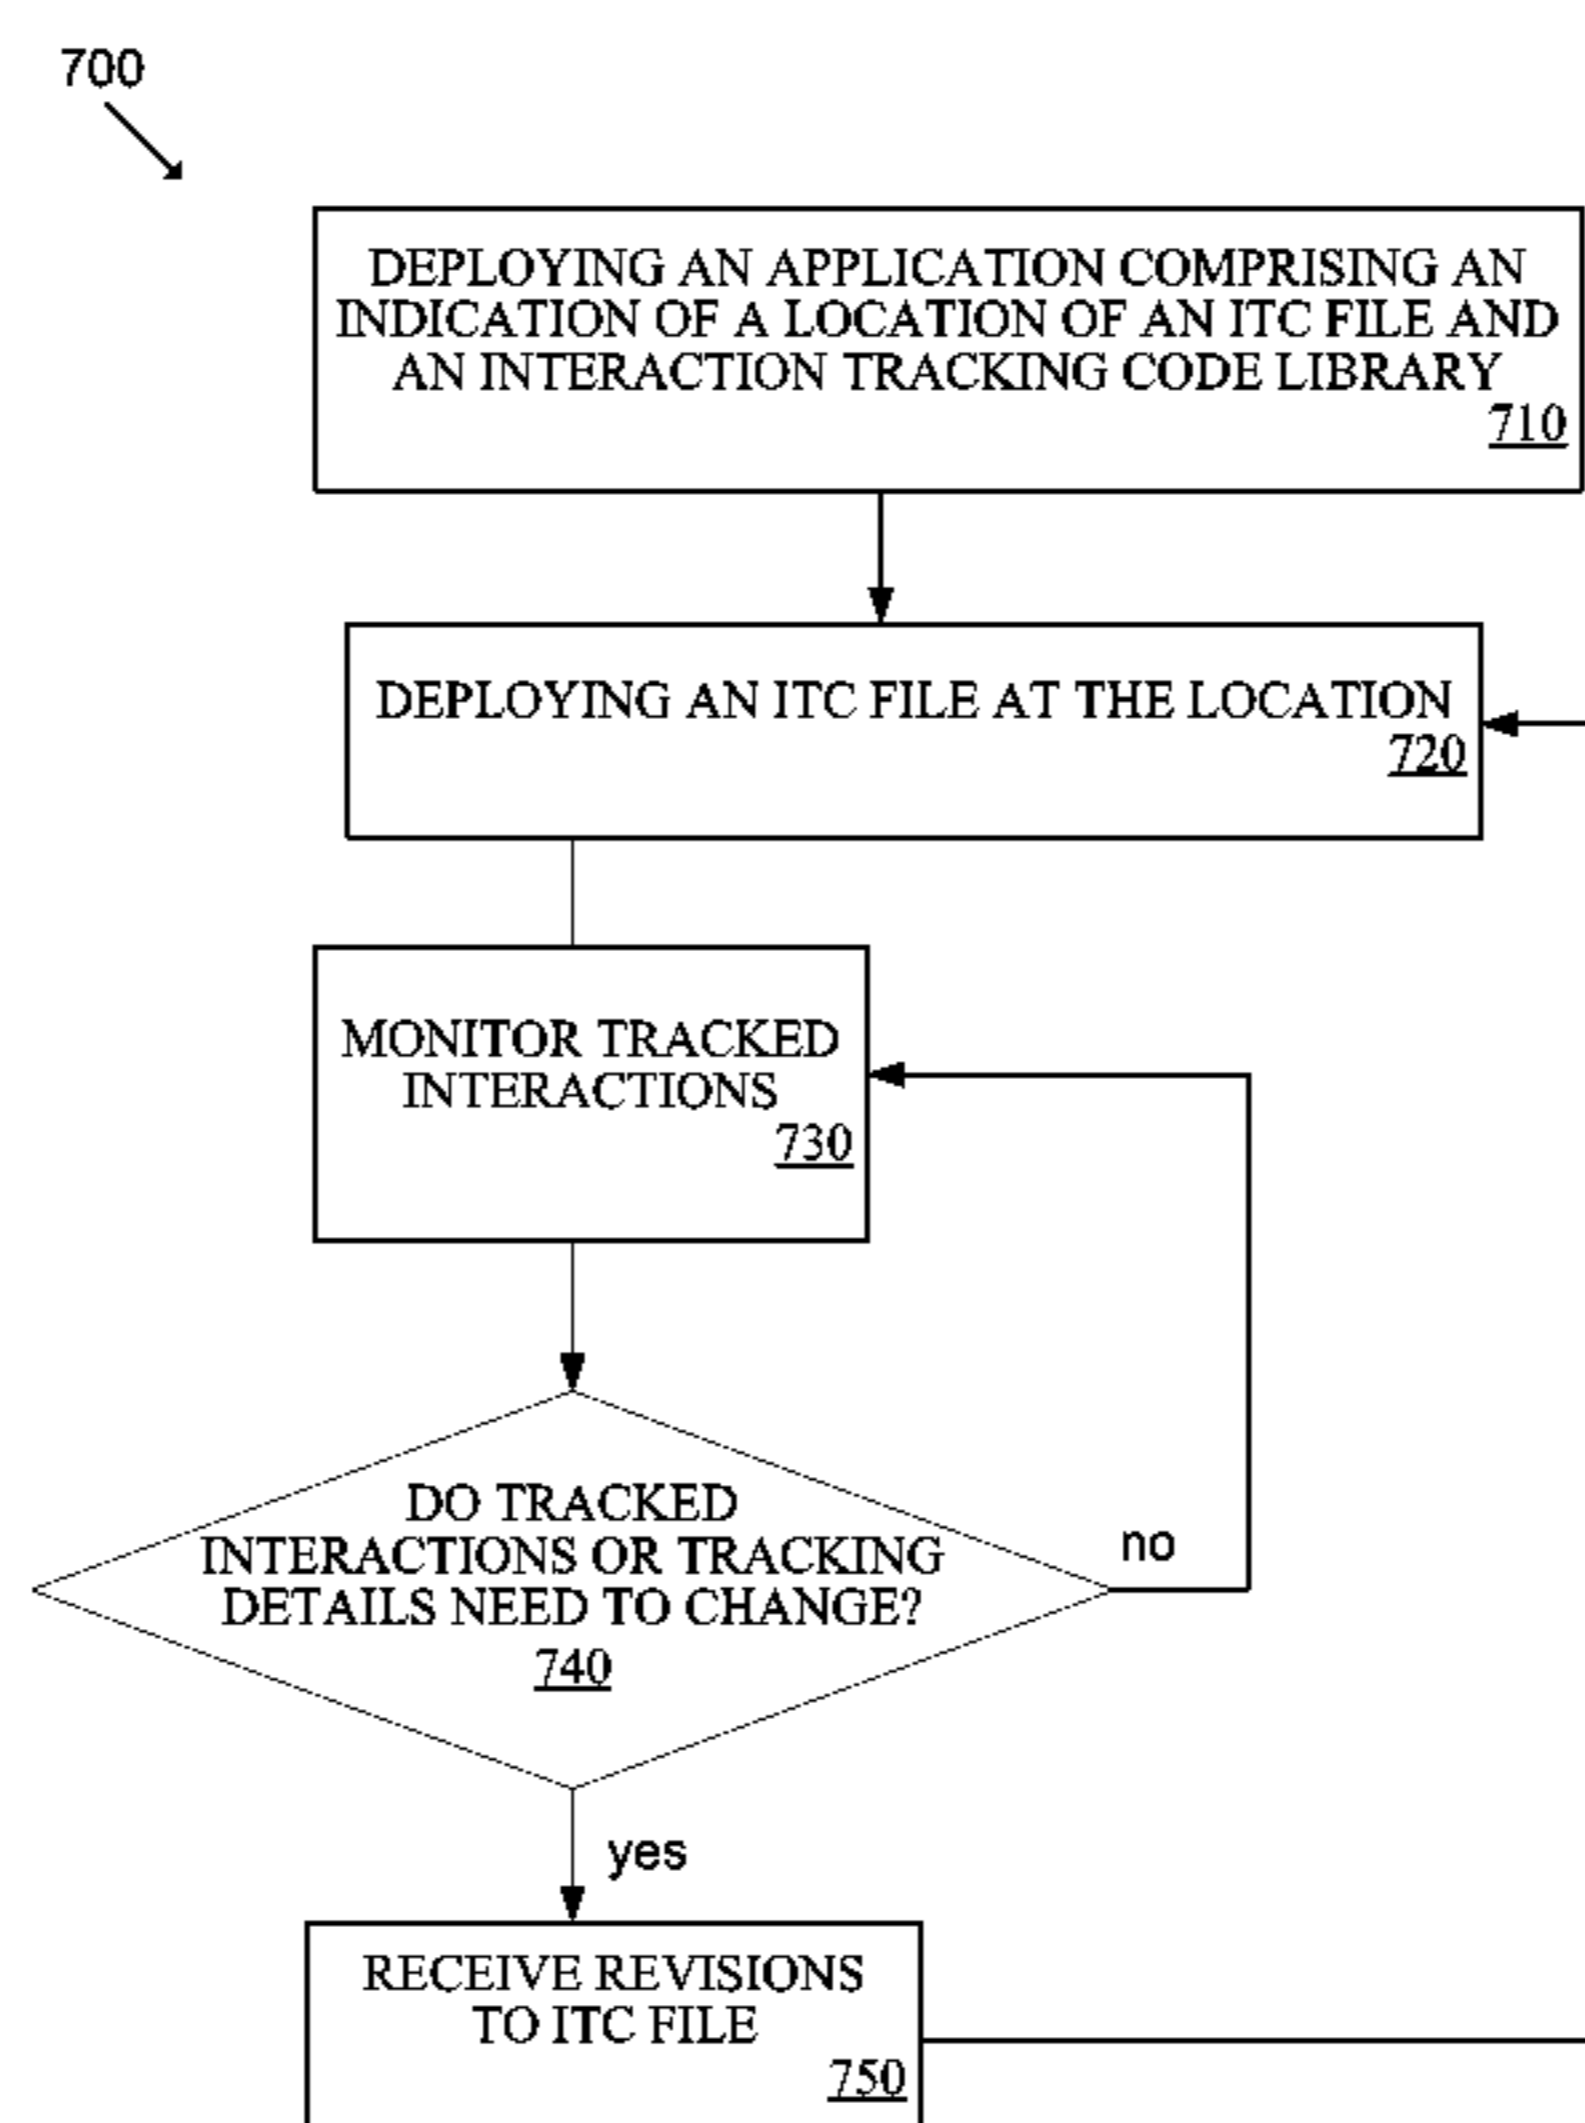 700
DEPLOYING AN APPLICATION COMPRISING AN
INDICATION OF A LOCATION OF AN ITC FILE AND
AN INTERACTION TRACKING CODE LIBRARY
710
DEPLOYING AN ITC FILE AT THE LOCATION
720
MONITOR TRACKED
INTERACTIONS
730
DO TRACKED
INTERACTIONS OR TRACKING
DETAILS NEED TO CHANGE?
740
no
yes
RECEIVE REVISIONS
TO ITC FILE
750